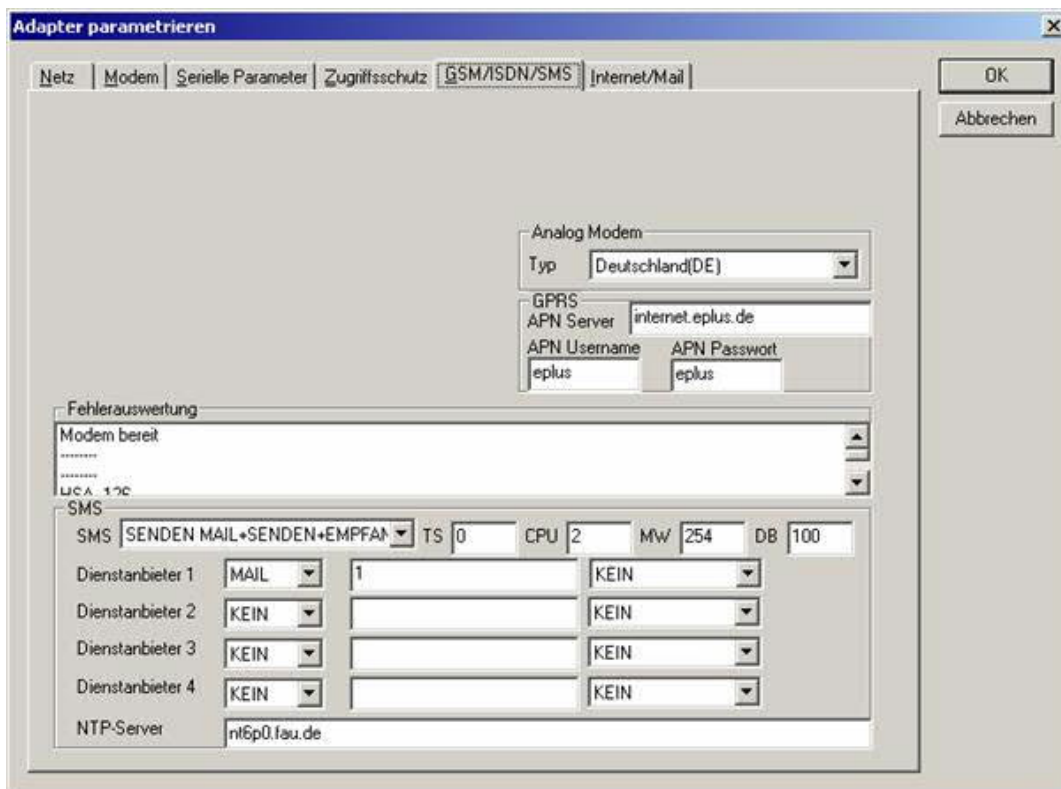 Adapter parametrieren
Netz Modem Serielle Parameter Zugriffsschutz GSM/ISDN/SMS Internet/Mail
OK
Abbrechen
Analog Modem
Typ Deutschland(DE)
GPRS
APN Server internet.eplus.de
APN Username APN Passwort
eplus eplus
Fehlerauswertung
Modem bereit
--------
--------
SMS
SMS SENDEN MAIL+SENDEN+EMPFAN TS 0 CPU 2 MW 254 DB 100
Dienstanbieter 1 MAIL 1 KEIN
Dienstanbieter 2 KEIN KEIN
Dienstanbieter 3 KEIN KEIN
Dienstanbieter 4 KEIN KEIN
NTP-Server nt6p0.fau.de